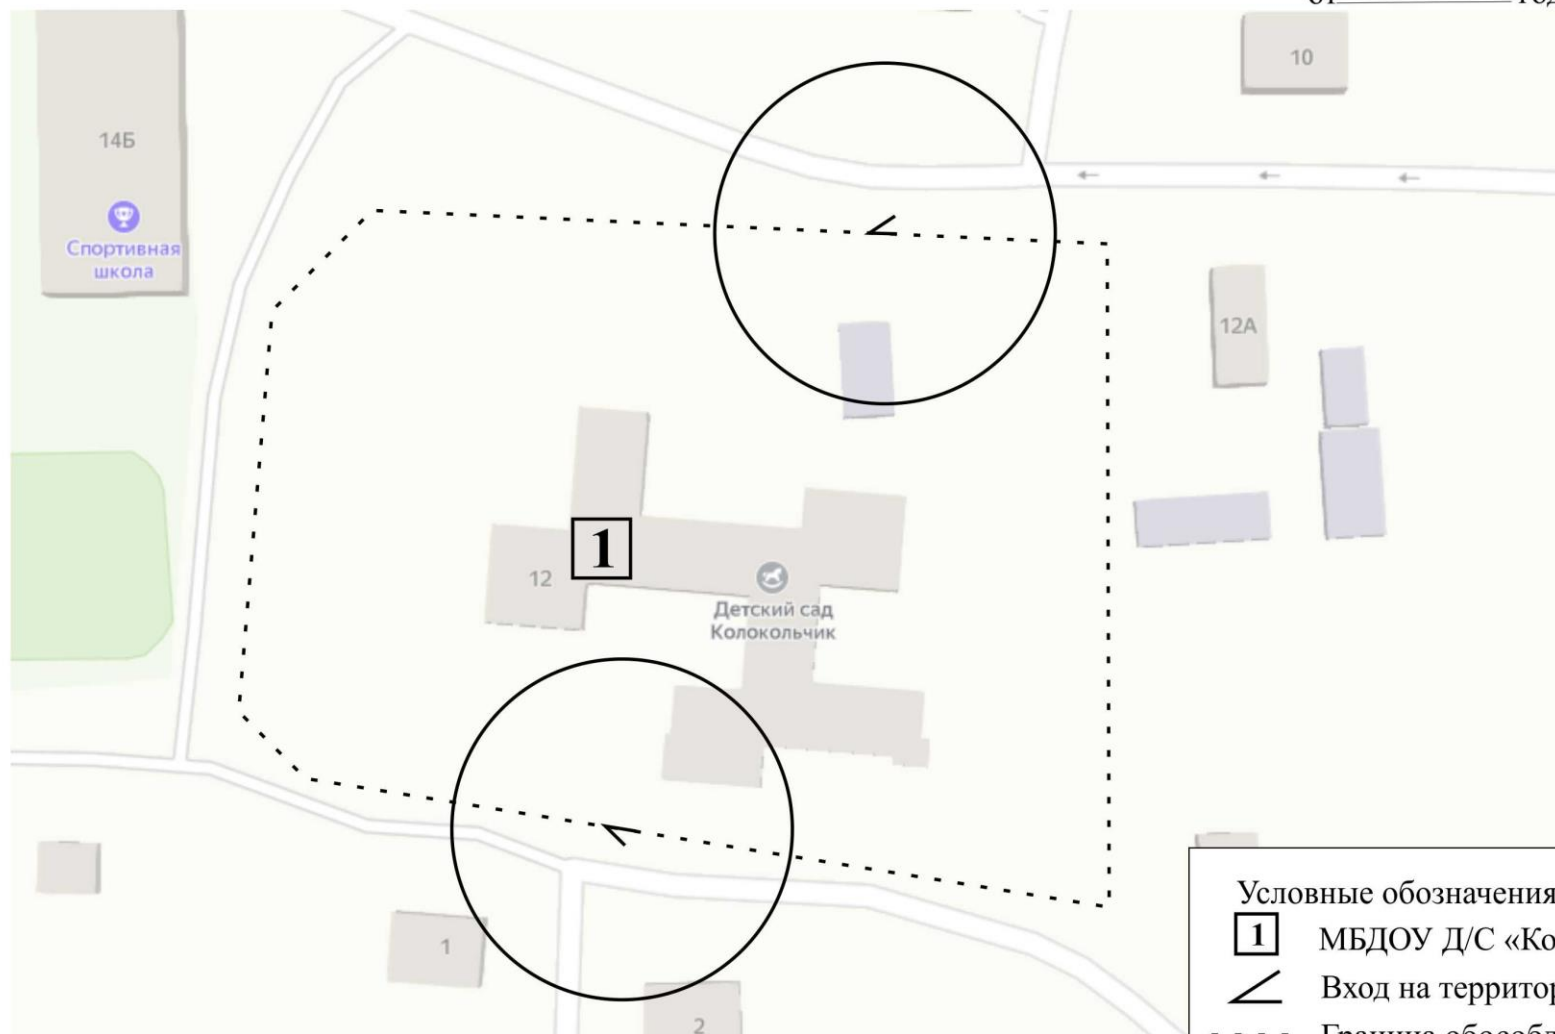 10
14Б
Спортивная
школа
12А
1
12
Детский сад
Колокольчик
1
2
Условные обозначения
1 МБДОУ Д/С «Ко
Вход на территор